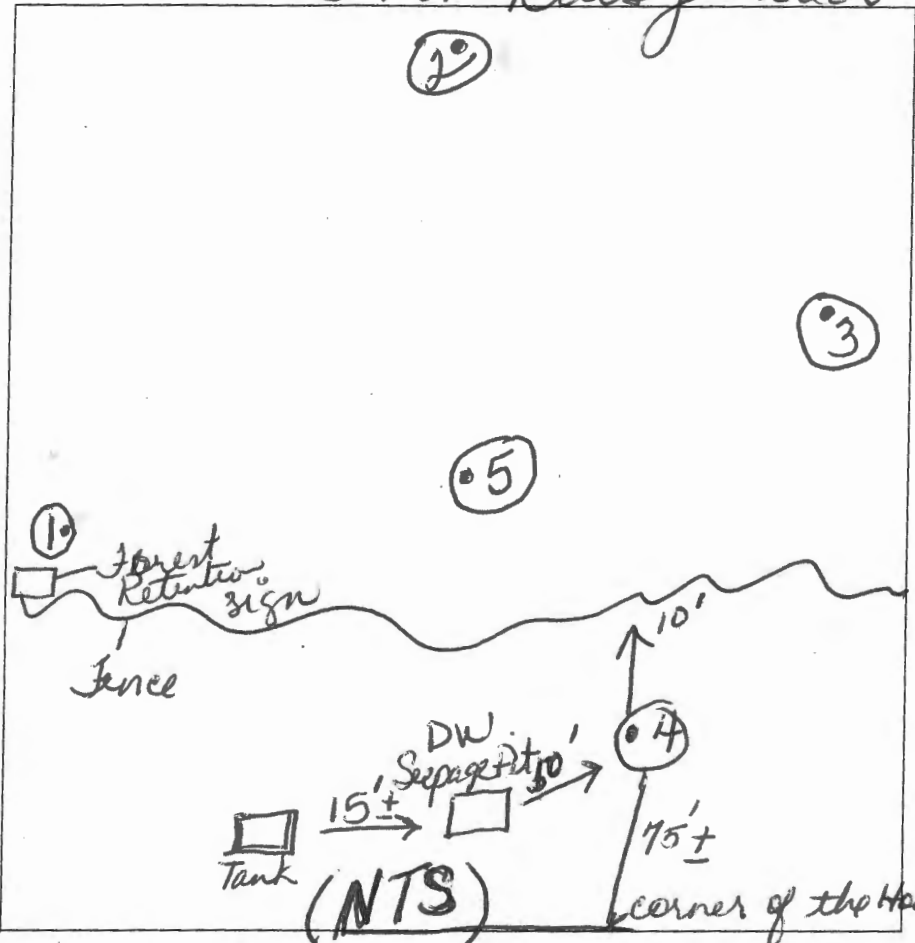 2
3
5
1
Forest
Retention
sign
Fence
10'
4
DW
Seepage Pit
15'±
75'±
Tank
(NTS)
corner of the